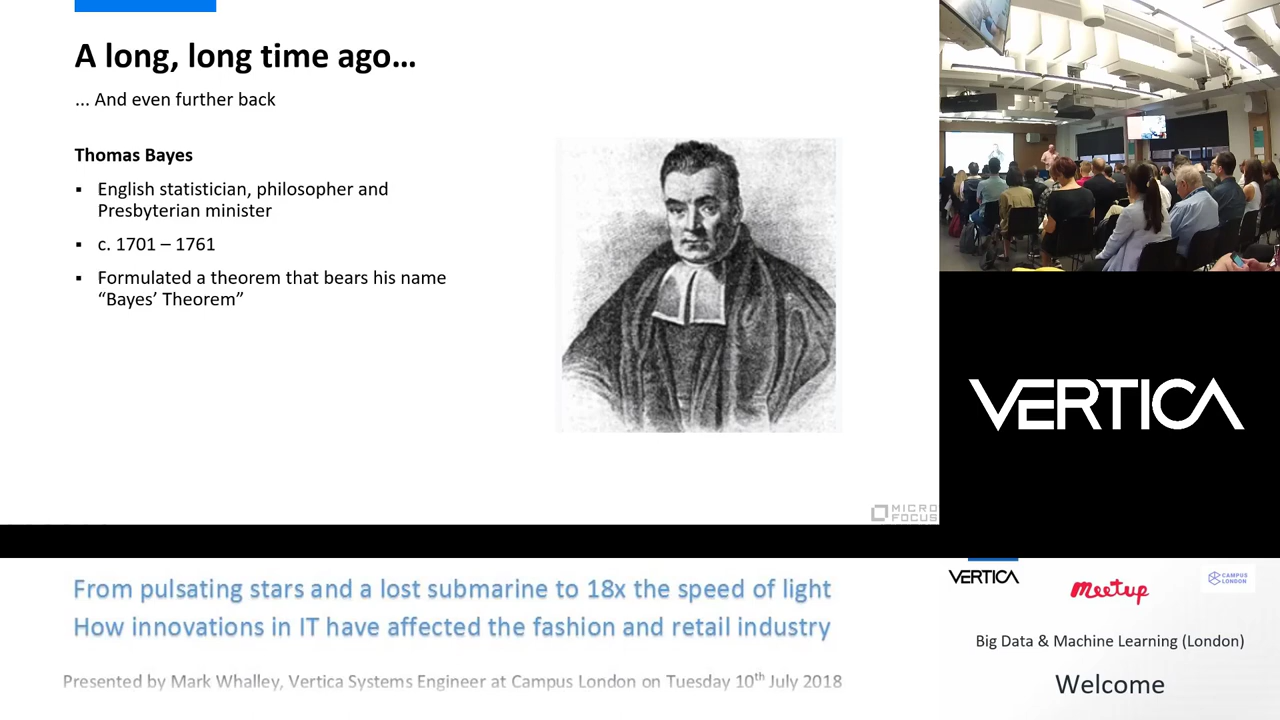 A long, long time ago...
... And even further back
Thomas Bayes
▪ English statistician, philosopher and
Presbyterian minister
▪ c. 1701 – 1761
▪ Formulated a theorem that bears his name
“Bayes’ Theorem”
MICRO
FOCUS
VERTICA
From pulsating stars and a lost submarine to 18x the speed of light
How innovations in IT have affected the fashion and retail industry
Presented by Mark Whalley, Vertica Systems Engineer at Campus London on Tuesday 10th July 2018
VERTICA
meetup
CAMPUS
LONDON
Big Data & Machine Learning (London)
Welcome